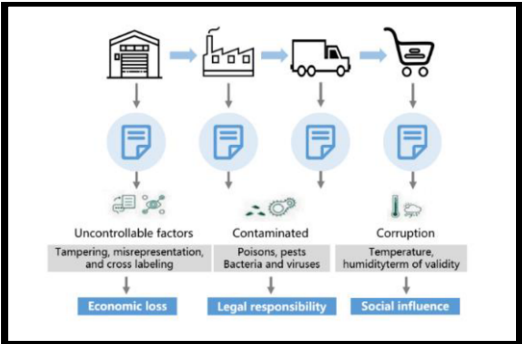 Uncontrollable factors
Contaminated
Corruption
Tampering, misrepresentation,
and cross labeling
Poisons, pests
Bacteria and viruses
Temperature,
humidityterm of validity
Economic loss
Legal responsibility
Social influence